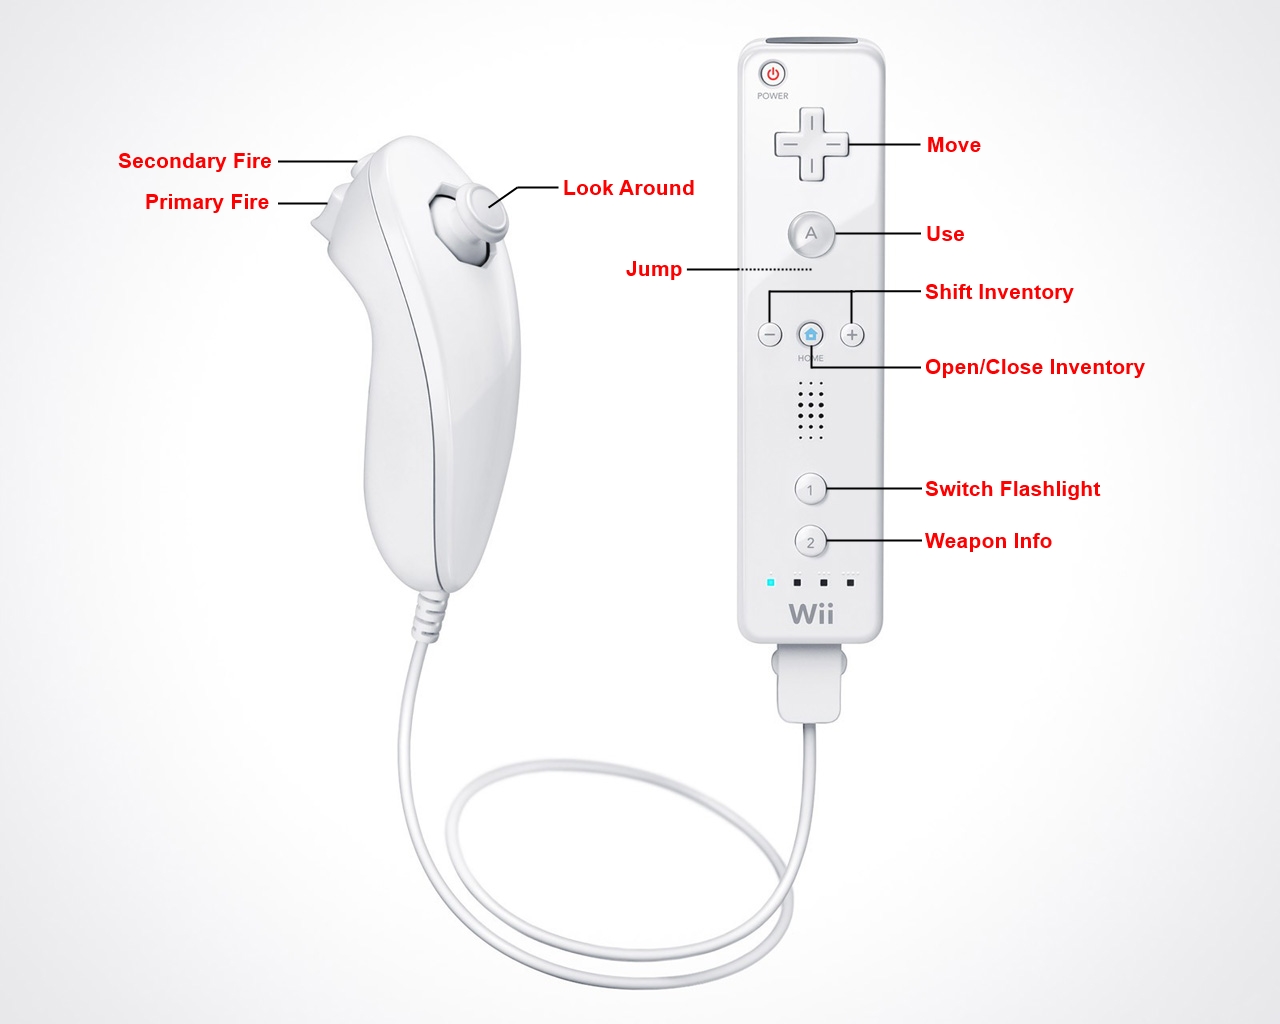 POWER
Move
Secondary Fire
Primary Fire
Look Around
A
Use
Jump
Shift Inventory
HOME
Open/Close Inventory
1
Switch Flashlight
2
Weapon Info
Wii